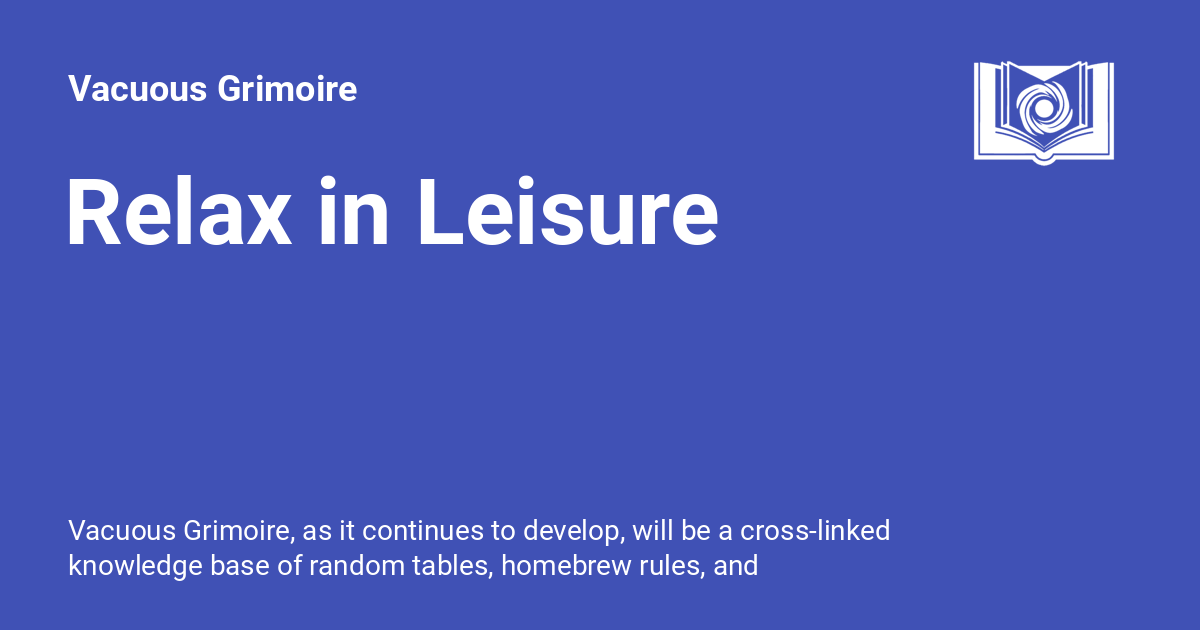 Vacuous Grimoire
Relax in Leisure
Vacuous Grimoire, as it continues to develop, will be a cross-linked
knowledge base of random tables, homebrew rules, and